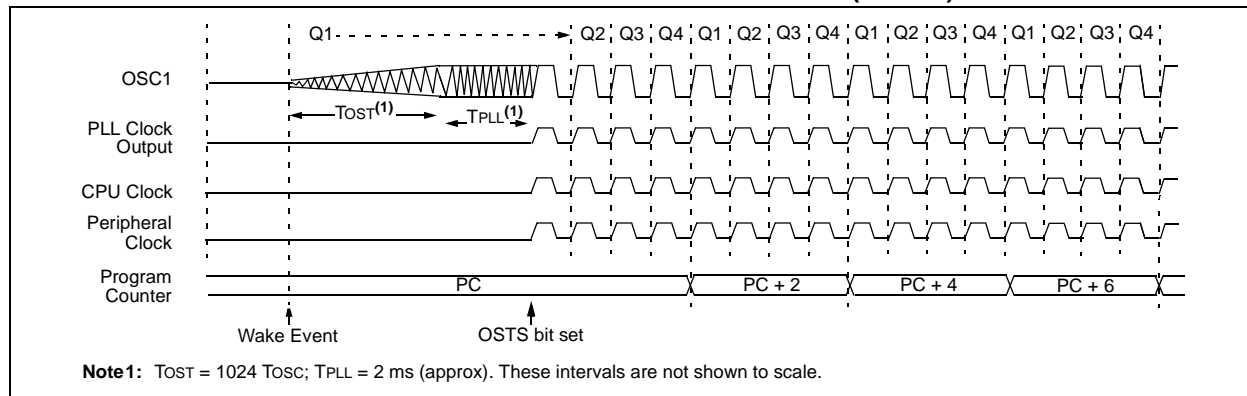 Q1 Q2 Q3 Q4 Q1 Q2 Q3 Q4 Q1 Q2 Q3 Q4 Q1 Q2 Q3 Q4
OSC1
TOST(1) TPLL(1)
PLL Clock
Output
CPU Clock
Peripheral
Clock
Program
Counter
PC PC + 2 PC + 4 PC + 6
Wake Event OSTS bit set
Note1: TOST = 1024 TOSC; TPLL = 2 ms (approx). These intervals are not shown to scale.